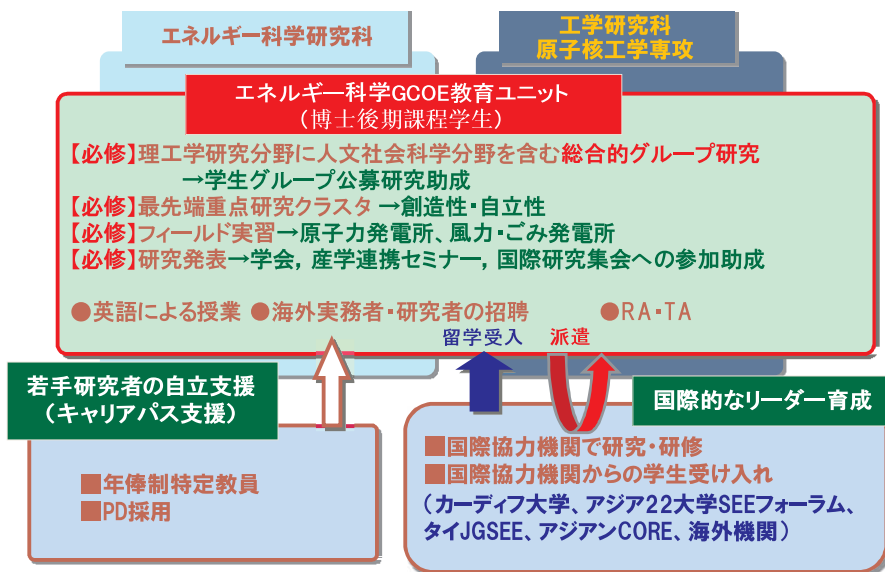 エネルギー科学研究科
工学研究科
原子核工学専攻
エネルギー科学GCOE教育ユニット
（博士後期課程学生）
【必修】理工学研究分野に人文社会科学分野を含む総合的グループ研究
→学生グループ公募研究助成
【必修】最先端重点研究クラスタ→創造性・自立性
【必修】フィールド実習→原子力発電所、風力・ごみ発電所
【必修】研究発表→学会，産学連携セミナー，国際研究集会への参加助成
●英語による授業 ●海外実務者・研究者の招聘 ●RA・TA
留学受入 派遣
若手研究者の自立支援
（キャリアパス支援）
■年俸制特定教員
■PD採用
国際的なリーダー育成
■国際協力機関で研究・研修
■国際協力機関からの学生受け入れ
（カーディフ大学、アジア22大学SEEフォーラム、
タイJGSEE、アジアンCORE、海外機関）